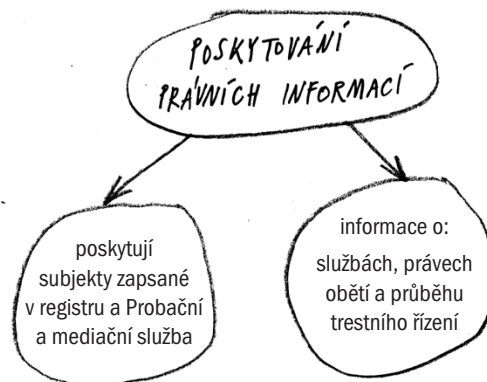 POSKYTOVÁNÍ
PRÁVNÍCH INFORMACÍ
poskytují
subjekty zapsané
v registru a Probační
a mediační služba
informace o:
službách, právech
obětí a průběhu
trestního řízení